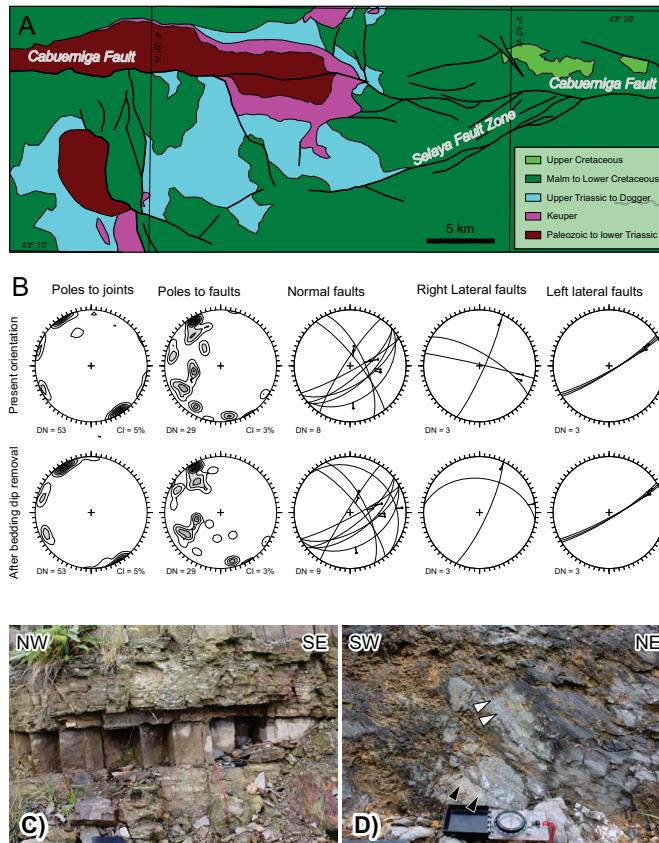 A
Cabuerniga Fault
4º 00' W
3º 40' W
43º 20'
Cabuerniga Fault
Selaya Fault Zone
43º 10'
5 km
Upper Cretaceous
Malm to Lower Cretaceous
Upper Triassic to Dogger
Keuper
Paleozoic to lower Triassic
B
Poles to joints
Poles to faults
Normal faults
Right Lateral faults
Left lateral faults
Present orientation
DN = 53
CI = 5%
DN = 29
CI = 3%
DN = 8
DN = 3
DN = 3
After bedding dip removal
DN = 53
CI = 5%
DN = 29
CI = 3%
DN = 9
DN = 3
DN = 3
NW
SE
C)
SW
NE
D)